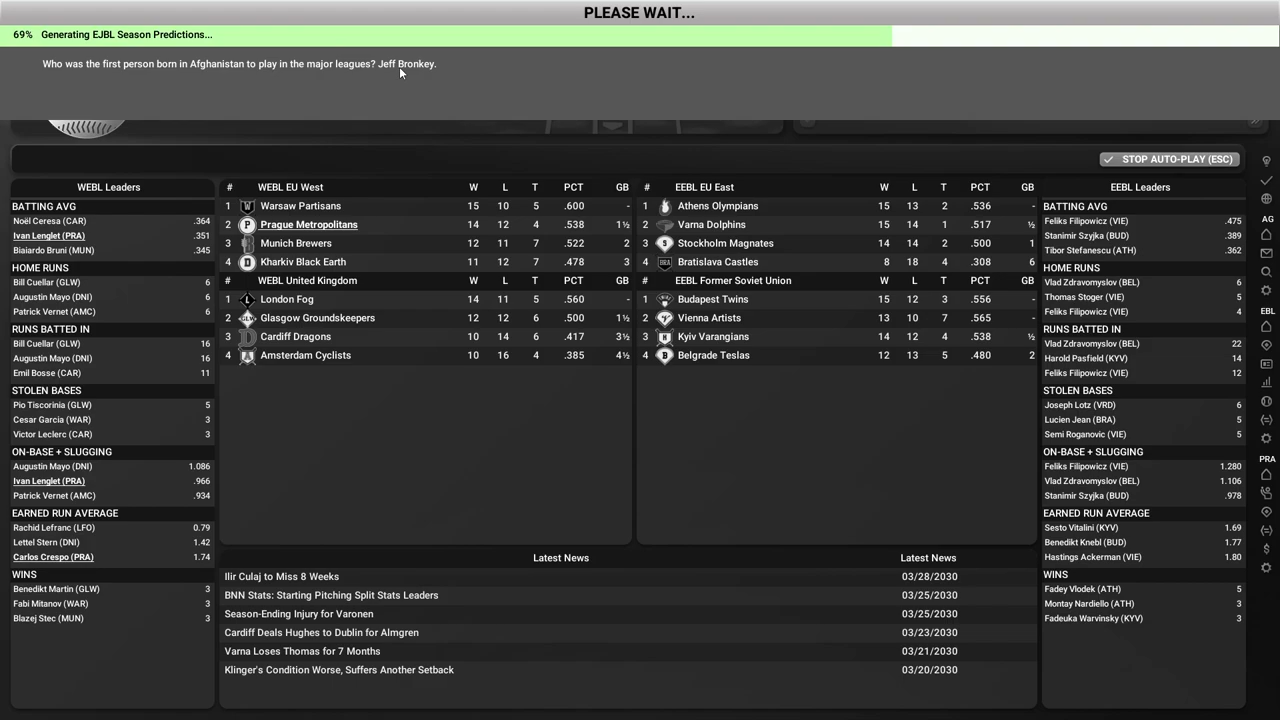 PLEASE WAIT...
69% Generating EJBL Season Predictions...
Who was the first person born in Afghanistan to play in the major leagues? Jeff Bronkey.
STOP AUTO-PLAY (ESC)
WEBL Leaders
BATTING AVG
Noël Ceresa (CAR) .364
Ivan Lenglet (PRA) .351
Biaiardo Bruni (MUN) .345
HOME RUNS
Bill Cuellar (GLW) 6
Augustin Mayo (DNI) 6
Patrick Vernet (AMC) 6
RUNS BATTED IN
Bill Cuellar (GLW) 16
Augustin Mayo (DNI) 16
Emil Bosse (CAR) 11
STOLEN BASES
Pio Tiscorinia (GLW) 5
Cesar Garcia (WAR) 3
Victor Leclerc (CAR) 3
ON-BASE + SLUGGING
Augustin Mayo (DNI) 1.086
Ivan Lenglet (PRA) .966
Patrick Vernet (AMC) .934
EARNED RUN AVERAGE
Rachid Lefranc (LFO) 0.79
Lettel Stern (DNI) 1.42
Carlos Crespo (PRA) 1.74
WINS
Benedikt Martin (GLW) 3
Fabi Mitanov (WAR) 3
Blazej Stec (MUN) 3
# WEBL EU West W L T PCT GB
1 Warsaw Partisans 15 10 5 .600 -
2 Prague Metropolitans 14 12 4 .538 1½
3 Munich Brewers 12 11 7 .522 2
4 Kharkiv Black Earth 11 12 7 .478 3
# WEBL United Kingdom W L T PCT GB
1 London Fog 14 11 5 .560 -
2 Glasgow Groundskeepers 12 12 6 .500 1½
3 Cardiff Dragons 10 14 6 .417 3½
4 Amsterdam Cyclists 10 16 4 .385 4½
# EEBL EU East W L T PCT GB
1 Athens Olympians 15 13 2 .536 -
2 Varna Dolphins 15 14 1 .517 ½
3 Stockholm Magnates 14 14 2 .500 1
4 Bratislava Castles 8 18 4 .308 6
# EEBL Former Soviet Union W L T PCT GB
1 Budapest Twins 15 12 3 .556 -
2 Vienna Artists 13 10 7 .565 -
3 Kyiv Varangians 14 12 4 .538 ½
4 Belgrade Teslas 12 13 5 .480 2
Latest News Latest News
Ilir Culaj to Miss 8 Weeks 03/28/2030
BNN Stats: Starting Pitching Split Stats Leaders 03/25/2030
Season-Ending Injury for Varonen 03/25/2030
Cardiff Deals Hughes to Dublin for Almgren 03/23/2030
Varna Loses Thomas for 7 Months 03/21/2030
Klinger's Condition Worse, Suffers Another Setback 03/20/2030
EEBL Leaders
BATTING AVG
Feliks Filipowicz (VIE) .475
Stanimir Szyjka (BUD) .389
Tibor Stefanescu (ATH) .362
HOME RUNS
Vlad Zdravomyslov (BEL) 6
Thomas Stoger (VIE) 5
Feliks Filipowicz (VIE) 4
RUNS BATTED IN
Vlad Zdravomyslov (BEL) 22
Harold Pasfield (KYV) 14
Feliks Filipowicz (VIE) 12
STOLEN BASES
Joseph Lotz (VRD) 6
Lucien Jean (BRA) 5
Semi Roganovic (VIE) 5
ON-BASE + SLUGGING
Feliks Filipowicz (VIE) 1.280
Vlad Zdravomyslov (BEL) 1.106
Stanimir Szyjka (BUD) .978
EARNED RUN AVERAGE
Sesto Vitalini (KYV) 1.69
Benedikt Knebl (BUD) 1.77
Hastings Ackerman (VIE) 1.80
WINS
Fadey Vlodek (ATH) 5
Montay Nardiello (ATH) 3
Fadeuka Warvinsky (KYV) 3
AG
EBL
PRA